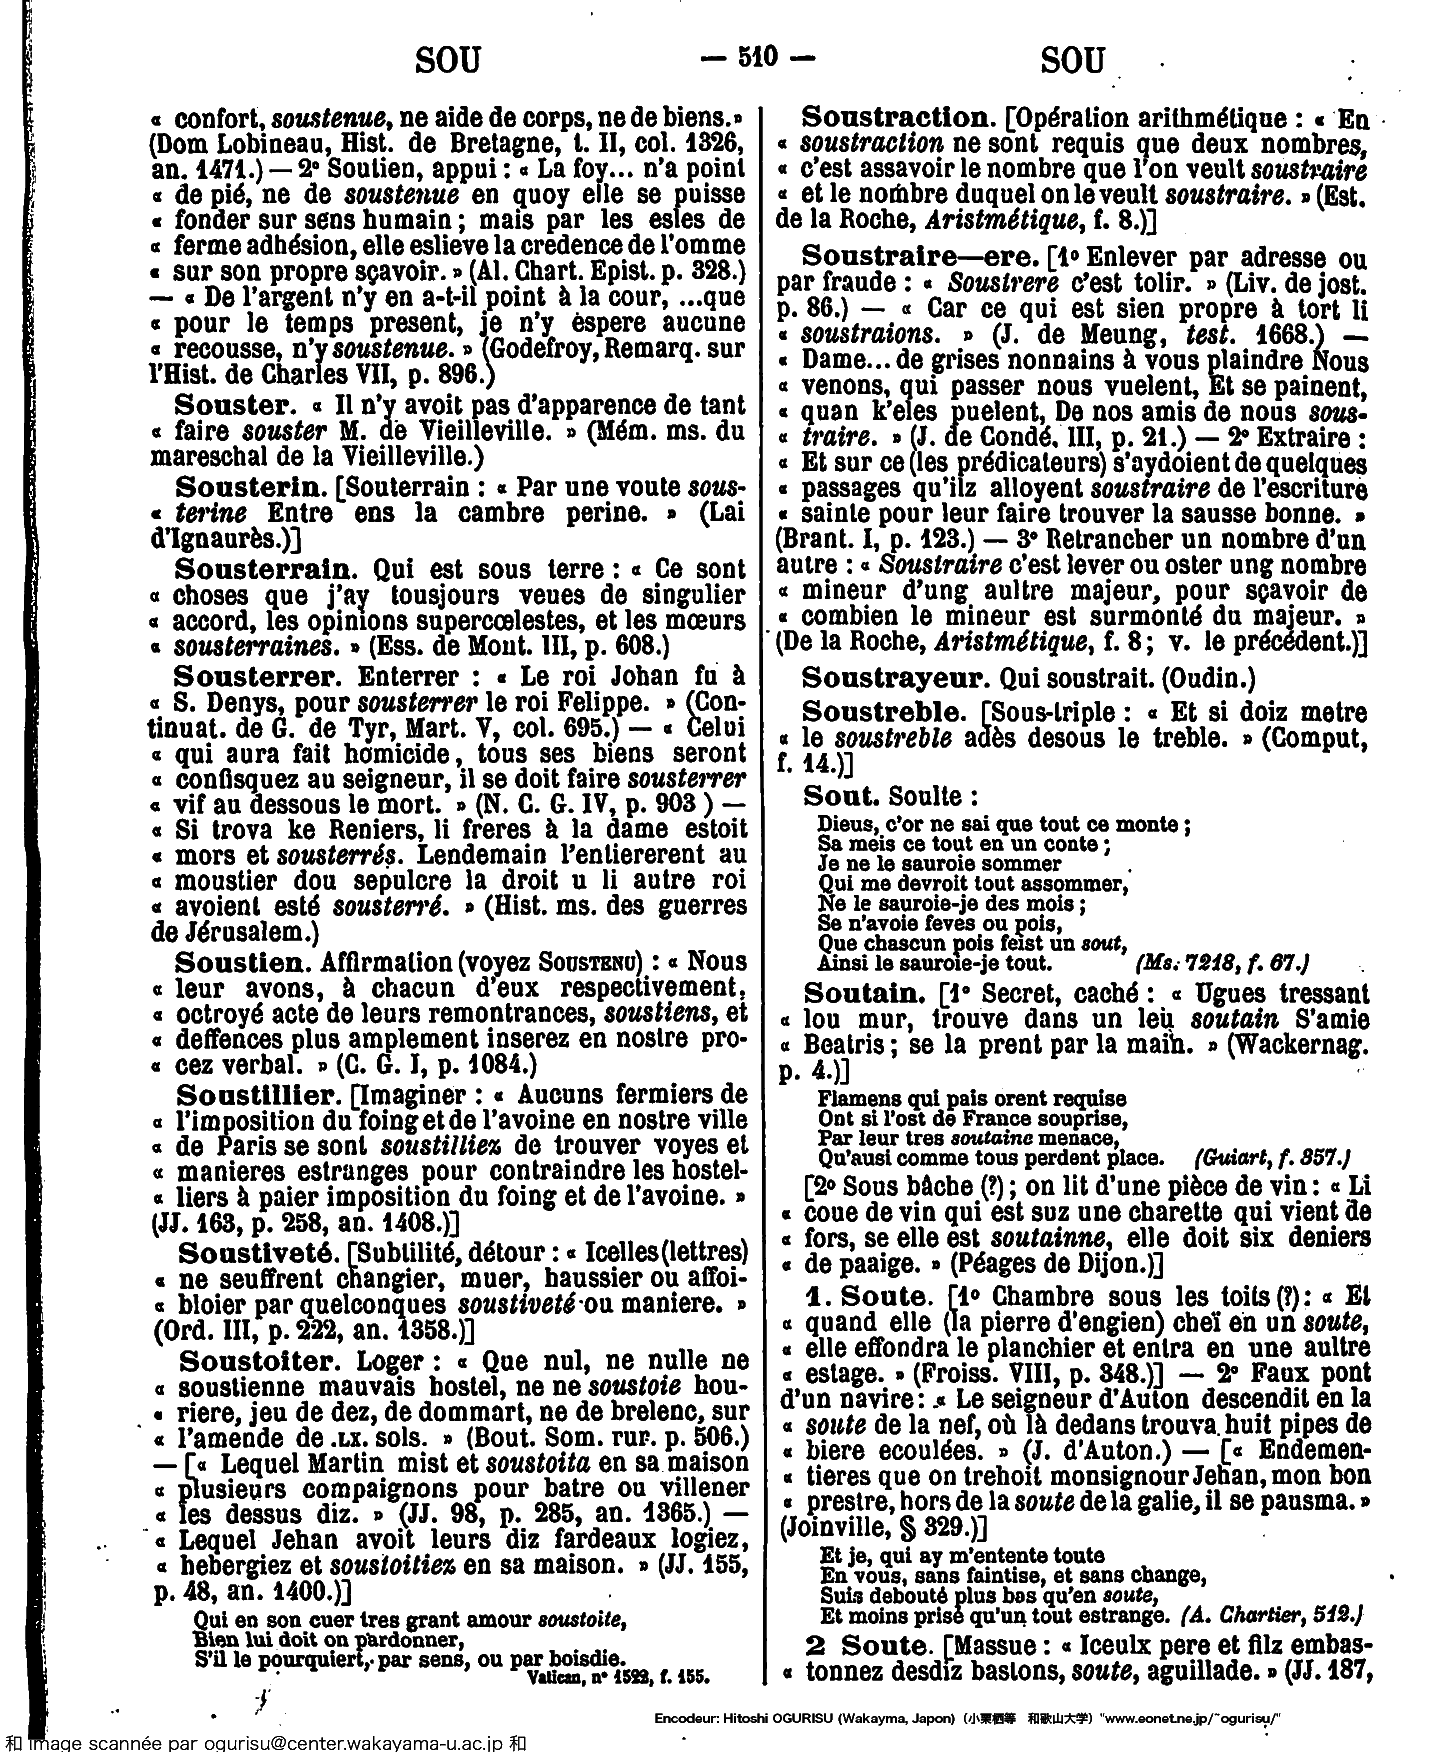 SOU — 510 — SOU
« confort, soustenue, ne aide de corps, ne de biens.»
(Dom Lobineau, Hist. de Bretagne, t. II, col. 1326,
an. 1471.) — 2° Soutien, appui : « La foy... n'a point
« de pié, ne de soustenue en quoy elle se puisse
« fonder sur sens humain ; mais par les esles de
« ferme adhésion, elle eslieve la credence de l'omme
« sur son propre sçavoir. » (Al. Chart. Epist. p. 328.)
— « De l'argent n'y en a-t-il point à la cour, ...que
« pour le temps present, je n'y espere aucune
« recousse, n'y soustenue. » (Godefroy, Remarq. sur
l'Hist. de Charles VII, p. 896.)
Souster. « Il n'y avoit pas d'apparence de tant
« faire souster M. de Vieilleville. » (Mém. ms. du
mareschal de la Vieilleville.)
Sousterin. [Souterrain : « Par une voute sous-
« terine Entre ens la cambre perine. » (Lai
d'Ignaurès.)]
Sousterrain. Qui est sous terre : « Ce sont
« choses que j'ay tousjours veues de singulier
« accord, les opinions supercœlestes, et les mœurs
« sousterraines. » (Ess. de Mont. III, p. 608.)
Sousterrer. Enterrer : « Le roi Johan fu à
« S. Denys, pour sousterrer le roi Felippe. » (Con-
tinuat. de G. de Tyr, Mart. V, col. 695.) — « Celui
« qui aura fait homicide, tous ses biens seront
« confisquez au seigneur, il se doit faire sousterrer
« vif au dessous le mort. » (N. C. G. IV, p. 903 ) —
« Si trova ke Reniers, li freres à la dame estoit
« mors et sousterrés. Lendemain l'entiererent au
« moustier dou sepulcre la droit u li autre roi
« avoient esté sousterré. » (Hist. ms. des guerres
de Jérusalem.)
Soustien. Affirmation (voyez SOUSTENU) : « Nous
« leur avons, à chacun d'eux respectivement,
« octroyé acte de leurs remontrances, soustiens, et
« deffences plus amplement inserez en nostre pro-
« cez verbal. » (C. G. I, p. 1084.)
Soustillier. [Imaginer : « Aucuns fermiers de
« l'imposition du foing et de l'avoine en nostre ville
« de Paris se sont soustilliez de trouver voyes et
« manieres estranges pour contraindre les hostel-
« liers à paier imposition du foing et de l'avoine. »
(JJ. 163, p. 258, an. 1408.)]
Soustiveté. [Subtilité, détour : « Icelles (lettres)
« ne seuffrent changier, muer, haussier ou affoi-
« bloier par quelconques soustiveté ou maniere. »
(Ord. III, p. 222, an. 1358.)]
Soustoiter. Loger : « Que nul, ne nulle ne
« soustienne mauvais hostel, ne ne soustoie hou-
« riere, jeu de dez, de dommart, ne de brelenc, sur
« l'amende de .LX. sols. » (Bout. Som. rur. p. 506.)
— [« Lequel Martin mist et soustoita en sa maison
« plusieurs compaignons pour batre ou villener
« les dessus diz. » (JJ. 98, p. 285, an. 1365.) —
« Lequel Jehan avoit leurs diz fardeaux logiez,
« hebergiez et soustoitiez en sa maison. » (JJ. 155,
p. 48, an. 1400.)]
Qui en son cuer tres grant amour soustoite,
Bien lui doit on pardonner,
S'il le pourquiert, par sens, ou par boisdie.
Vatican, n° 1522, f. 155.
Soustraction. [Opération arithmétique : « En
« soustraction ne sont requis que deux nombres,
« c'est assavoir le nombre que l'on veult soustraire
« et le nombre duquel on le veult soustraire. » (Est.
de la Roche, Aristmétique, f. 8.)]
Soustraire—ere. [1° Enlever par adresse ou
par fraude : « Soustrere c'est tolir. » (Liv. de jost.
p. 86.) — « Car ce qui est sien propre à tort li
« soustraions. » (J. de Meung, test. 1668.) —
« Dame... de grises nonnains à vous plaindre Nous
« venons, qui passer nous vuelent, Et se painent,
« quan k'eles puelent, De nos amis de nous sous-
« traire. » (J. de Condé, III, p. 21.) — 2° Extraire :
« Et sur ce (les prédicateurs) s'aydoient de quelques
« passages qu'ilz alloyent soustraire de l'escriture
« sainte pour leur faire trouver la sausse bonne. »
(Brant. I, p. 123.) — 3° Retrancher un nombre d'un
autre : « Soustraire c'est lever ou oster ung nombre
« mineur d'ung aultre majeur, pour sçavoir de
« combien le mineur est surmonté du majeur. »
(De la Roche, Aristmétique, f. 8 ; v. le précédent.)]
Soustrayeur. Qui soustrait. (Oudin.)
Soustreble. [Sous-triple : « Et si doiz metre
« le soustreble adès desous le treble. » (Comput,
f. 14.)]
Sout. Soulte :
Dieus, c'or ne sai que tout ce monte ;
Sa meis ce tout en un conte ;
Je ne le sauroie sommer
Qui me devroit tout assommer,
Ne le sauroie-je des mois ;
Se n'avoie feves ou pois,
Que chascun pois feist un sout,
Ainsi le sauroie-je tout. (Ms. 7218, f. 67.)
Soutain. [1° Secret, caché : « Ugues tressant
« lou mur, trouve dans un leu soutain S'amie
« Beatris ; se la prent par la main. » (Wackernag.
p. 4.)]
Flamens qui pais orent requise
Ont si l'ost de France souprise,
Par leur tres soutaine menace,
Qu'ausi comme tous perdent place. (Guiart, f. 357.)
[2° Sous bâche (?) ; on lit d'une pièce de vin : « Li
« coue de vin qui est suz une charette qui vient de
« fors, se elle est soutainne, elle doit six deniers
« de paaige. » (Péages de Dijon.)]
1. Soute. [1° Chambre sous les toits (?) : « Et
« quand elle (la pierre d'engien) cheï en un soute,
« elle effondra le planchier et entra en une aultre
« estage. » (Froiss. VIII, p. 348.)] — 2° Faux pont
d'un navire : « Le seigneur d'Auton descendit en la
« soute de la nef, où là dedans trouva huit pipes de
« biere ecoulées. » (J. d'Auton.) — [« Endemen-
« tieres que on trehoit monsignour Jehan, mon bon
« prestre, hors de la soute de la galie, il se pausma. »
(Joinville, § 329.)]
Et je, qui ay m'entente toute
En vous, sans faintise, et sans change,
Suis debouté plus bas qu'en soute,
Et moins prisé qu'un tout estrange. (A. Chartier, 512.)
2 Soute. [Massue : « Iceulx pere et filz embas-
« tonnez desdiz bastons, soute, aguillade. » (JJ. 187,
Encodeur: Hitoshi OGURISU (Wakayma, Japon) (小栗栖等 和歌山大学) "www.eonet.ne.jp/~ogurisu/"
和 Image scannée par ogurisu@center.wakayama-u.ac.jp 和